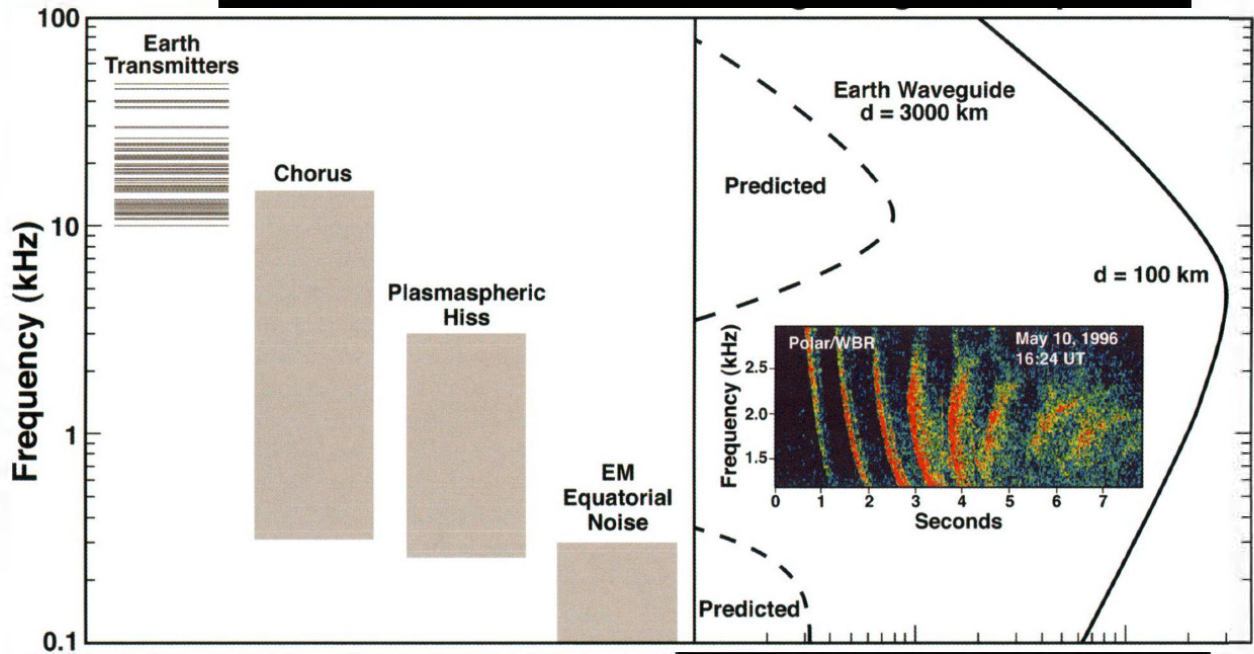 100
10
1
0.1
Frequency (kHz)
Earth
Transmitters
Chorus
Plasmaspheric
Hiss
EM
Equatorial
Noise
Earth Waveguide
d = 3000 km
Predicted
d = 100 km
Polar/WBR
May 10, 1996
16:24 UT
Frequency (kHz)
2.5
2.0
1.5
0 1 2 3 4 5 6 7
Seconds
Predicted